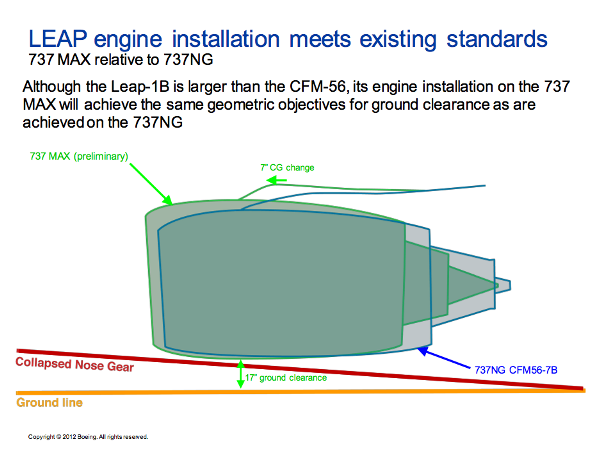 LEAP engine installation meets existing standards
737 MAX relative to 737NG
Although the Leap-1B is larger than the CFM-56, its engine installation on the 737
MAX will achieve the same geometric objectives for ground clearance as are
achieved on the 737NG
737 MAX (preliminary)
7" CG change
Collapsed Nose Gear
17" ground clearance
737NG CFM56-7B
Ground line
Copyright © 2012 Boeing. All rights reserved.